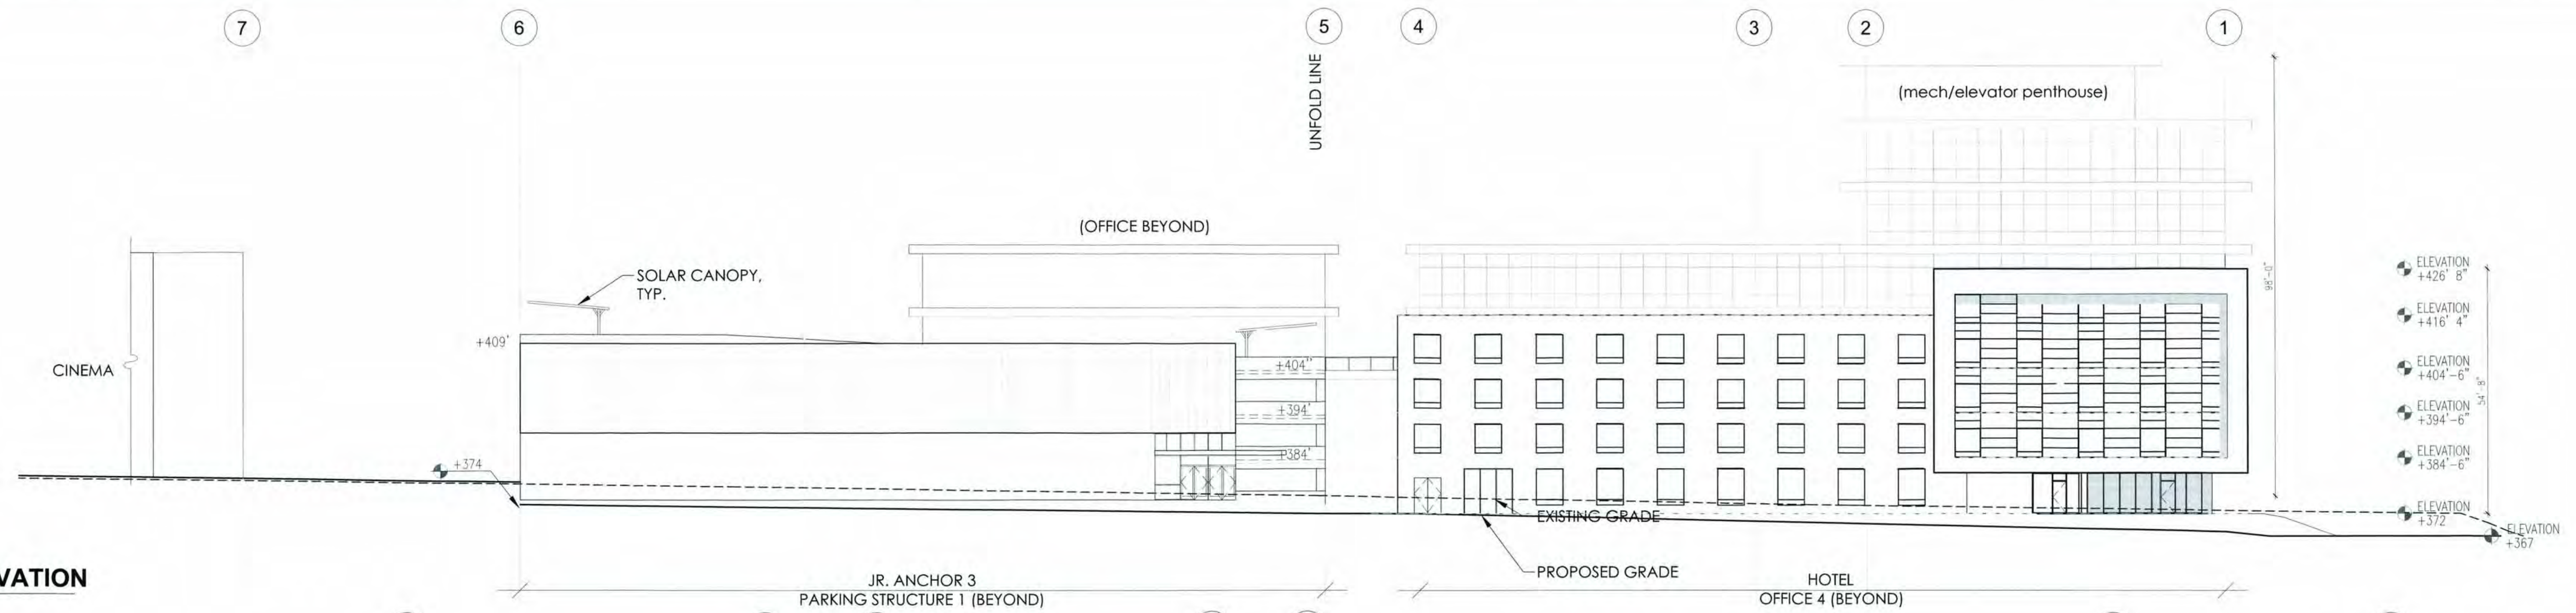 7
6
5
4
3
2
1
UNFOLD LINE
(mech/elevator penthouse)
(OFFICE BEYOND)
SOLAR CANOPY,
TYP.
98'-0"
ELEVATION
+426' 8"
ELEVATION
+416' 4"
+409'
CINEMA
+404"
ELEVATION
+404'-6"
54'-8"
+394'
ELEVATION
+394'-6"
+384'
ELEVATION
+384'-6"
+374
EXISTING GRADE
ELEVATION
+372
ELEVATION
+367
PROPOSED GRADE
VATION
JR. ANCHOR 3
PARKING STRUCTURE 1 (BEYOND)
HOTEL
OFFICE 4 (BEYOND)